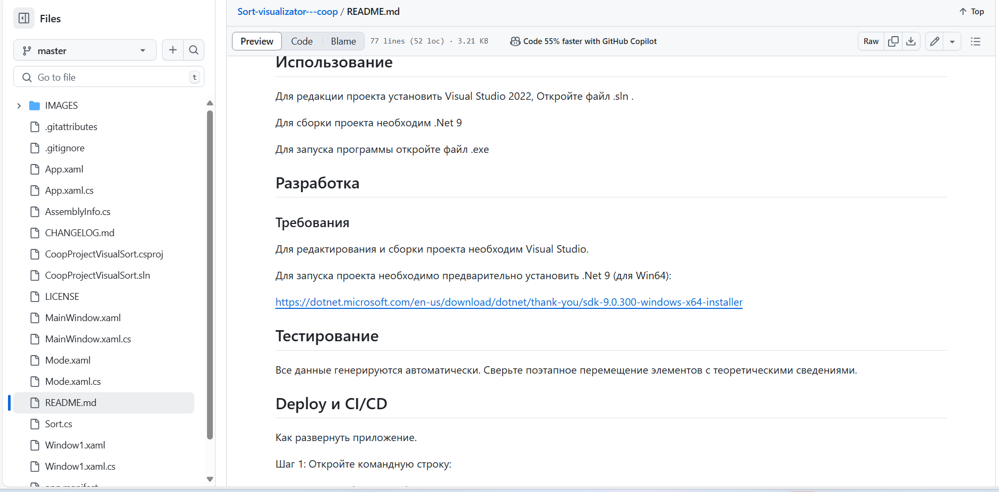 Files
master
Go to file
t
IMAGES
.gitattributes
.gitignore
App.xaml
App.xaml.cs
AssemblyInfo.cs
CHANGELOG.md
CoopProjectVisualSort.csproj
CoopProjectVisualSort.sln
LICENSE
MainWindow.xaml
MainWindow.xaml.cs
Mode.xaml
Mode.xaml.cs
README.md
Sort.cs
Window1.xaml
Window1.xaml.cs
app.manifest
Sort-visualizator---coop / README.md
Top
Preview Code Blame 77 lines (52 loc) · 3.21 KB Code 55% faster with GitHub Copilot Raw
Использование
Для редакции проекта установить Visual Studio 2022, Откройте файл .sln .
Для сборки проекта необходим .Net 9
Для запуска программы откройте файл .exe
Разработка
Требования
Для редактирования и сборки проекта необходим Visual Studio.
Для запуска проекта необходимо предварительно установить .Net 9 (для Win64):
https://dotnet.microsoft.com/en-us/download/dotnet/thank-you/sdk-9.0.300-windows-x64-installer
Тестирование
Все данные генерируются автоматически. Сверьте поэтапное перемещение элементов с теоретическими сведениями.
Deploy и CI/CD
Как развернуть приложение.
Шаг 1: Откройте командную строку: